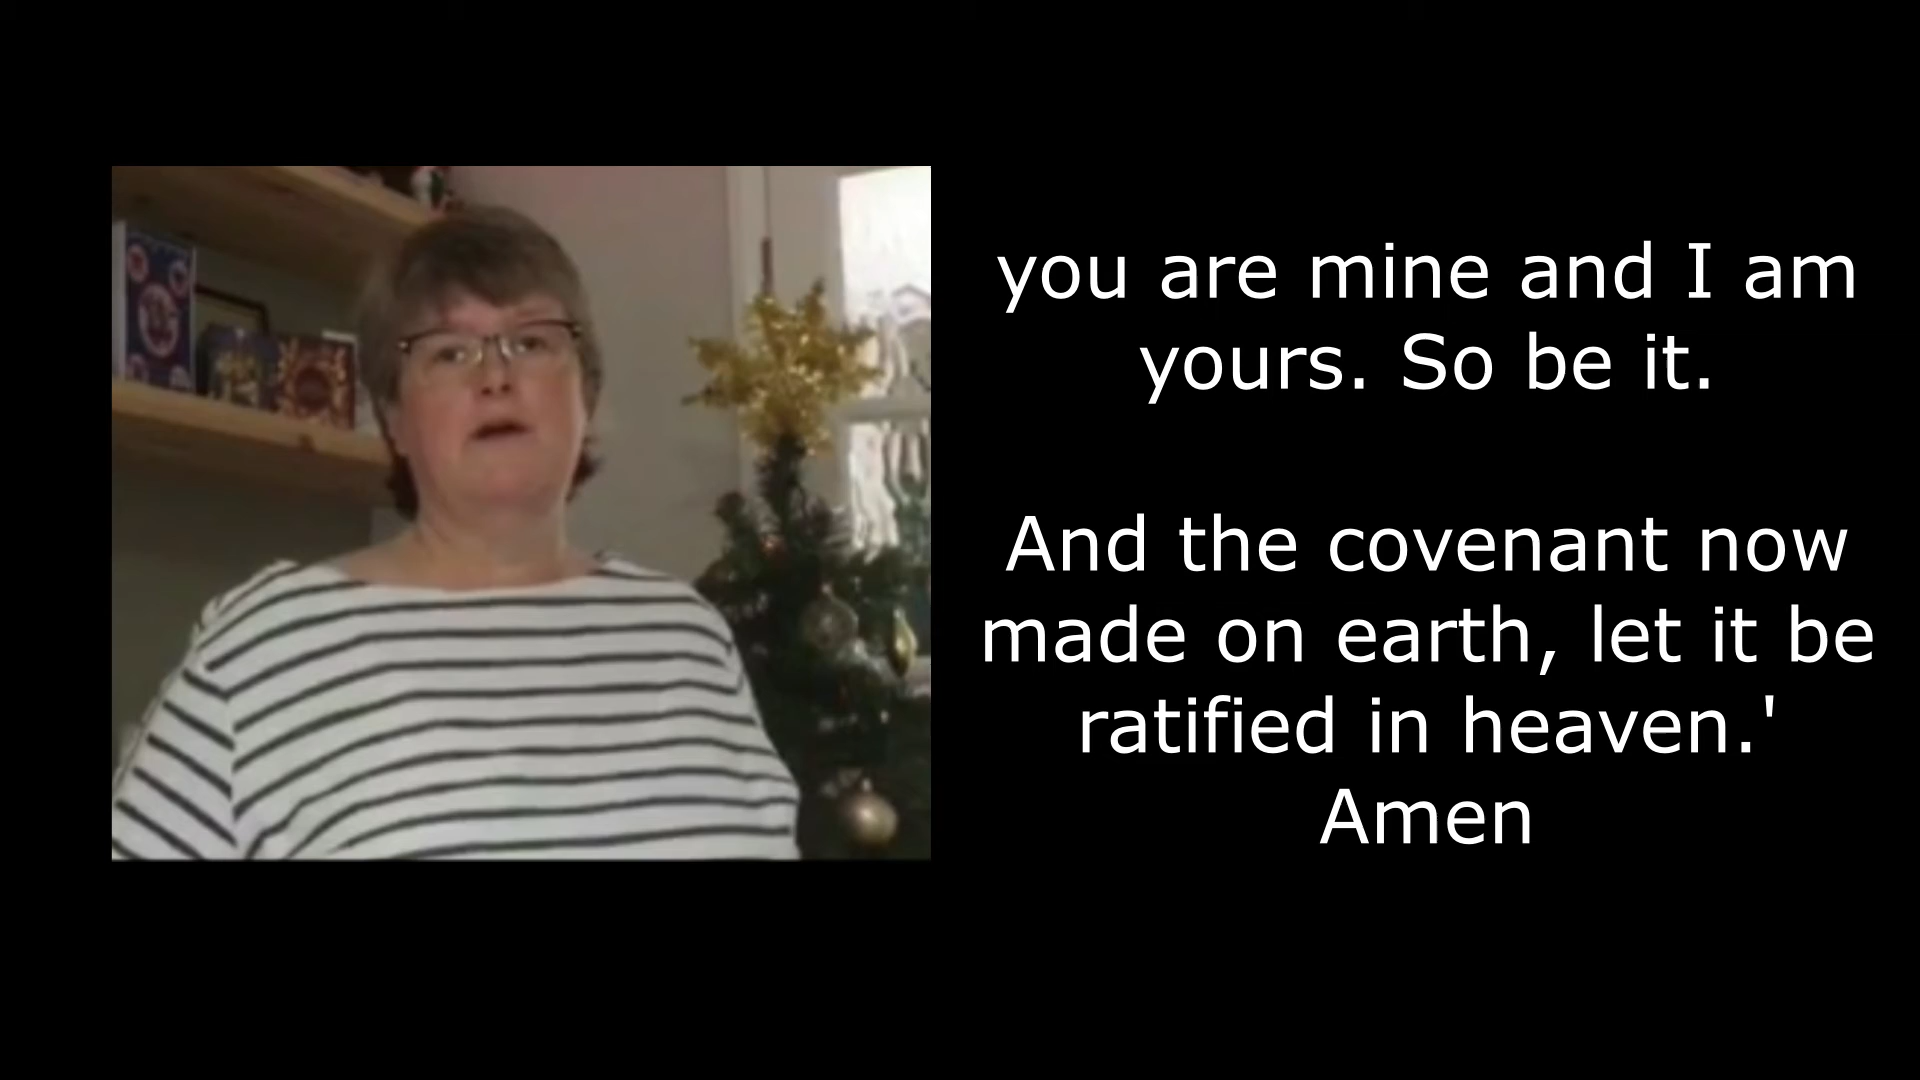 you are mine and I am
yours. So be it.
And the covenant now
made on earth, let it be
ratified in heaven.'
Amen